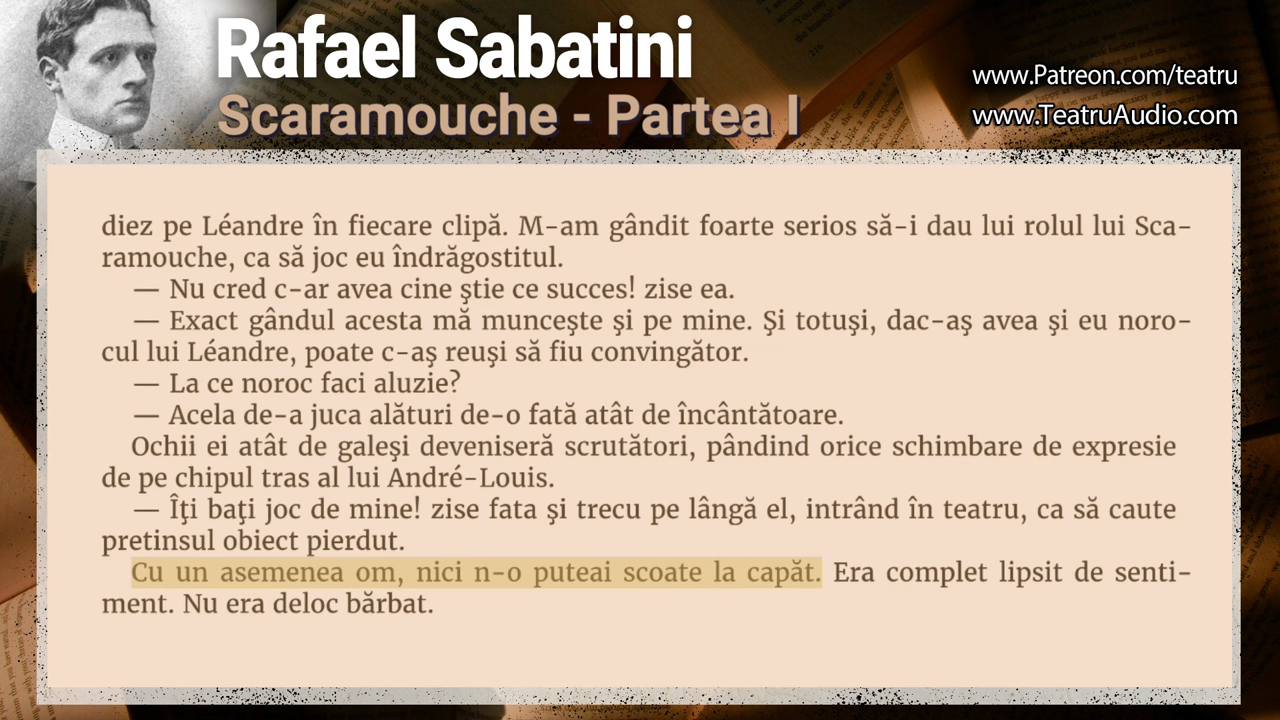 Rafael Sabatini
Scaramouche - Partea I
www.Patreon.com/teatru
www.TeatruAudio.com
diez pe Léandre în fiecare clipă. M-am gândit foarte serios să-i dau lui rolul lui Sca-
ramouche, ca să joc eu îndrăgostitul.
— Nu cred c-ar avea cine ştie ce succes! zise ea.
— Exact gândul acesta mă munceşte şi pe mine. Şi totuşi, dac-aş avea şi eu noro-
cul lui Léandre, poate c-aş reuşi să fiu convingător.
— La ce noroc faci aluzie?
— Acela de-a juca alături de-o fată atât de încântătoare.
Ochii ei atât de galeşi deveniseră scrutători, pândind orice schimbare de expresie
de pe chipul tras al lui André-Louis.
— Îţi baţi joc de mine! zise fata şi trecu pe lângă el, intrând în teatru, ca să caute
pretinsul obiect pierdut.
Cu un asemenea om, nici n-o puteai scoate la capăt. Era complet lipsit de senti-
ment. Nu era deloc bărbat.